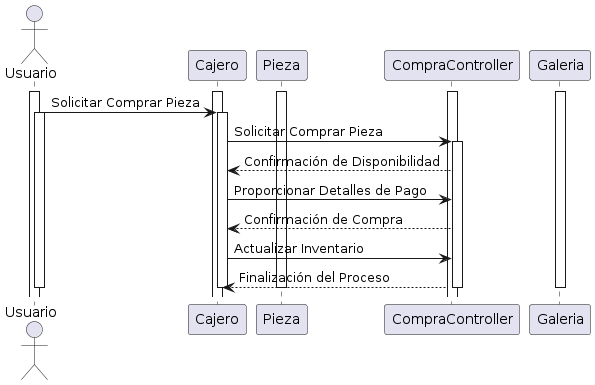 Usuario
Cajero
Pieza
CompraController
Galeria
Solicitar Comprar Pieza
Solicitar Comprar Pieza
Confirmación de Disponibilidad
Proporcionar Detalles de Pago
Confirmación de Compra
Actualizar Inventario
Finalización del Proceso
Usuario
Cajero
Pieza
CompraController
Galeria